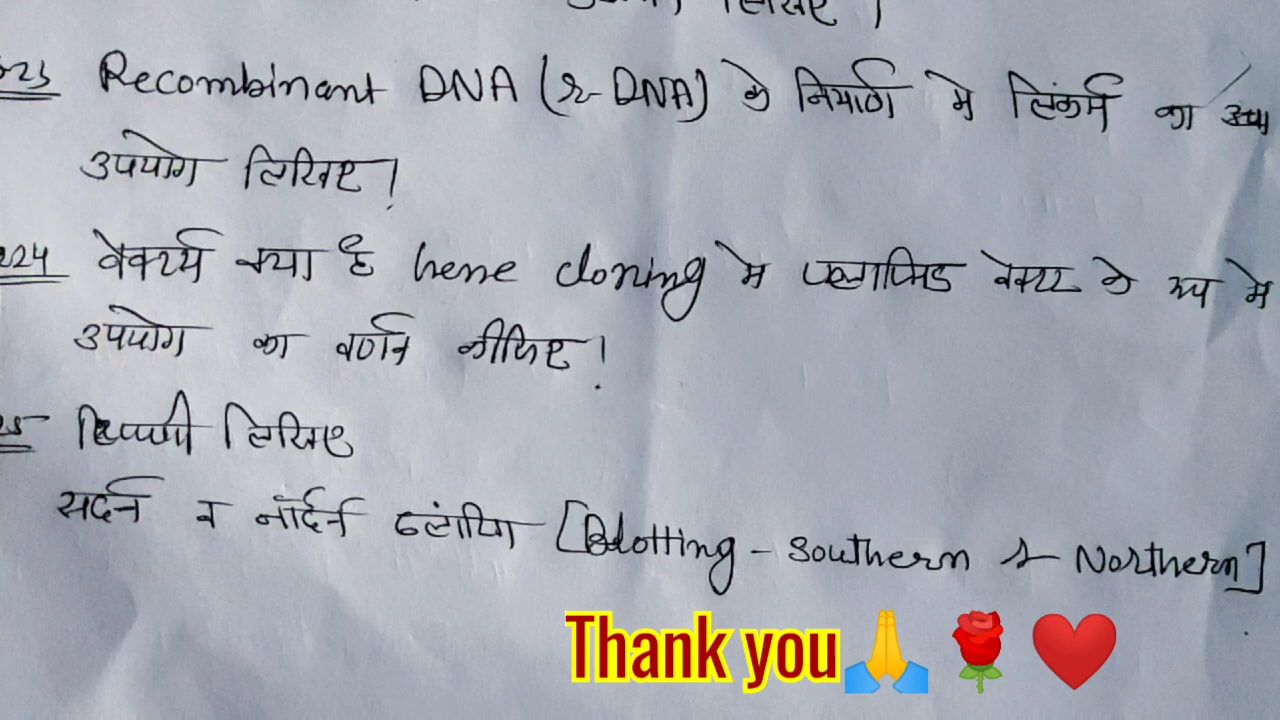 लिखिए ।
Recombinant DNA (r-DNA) के निर्माण में लिंकर्स का
उपयोग लिखिए।
224 वेक्टर्स क्या है Gene cloning में प्लाज्मिड वेक्टर के रूप में
उपयोग का वर्णन कीजिए।
टिप्पणी लिखिए
सदर्न व नॉर्दर्न ब्लॉटिंग [Blotting - Southern & Northern]
Thank you🙏🌹❤️